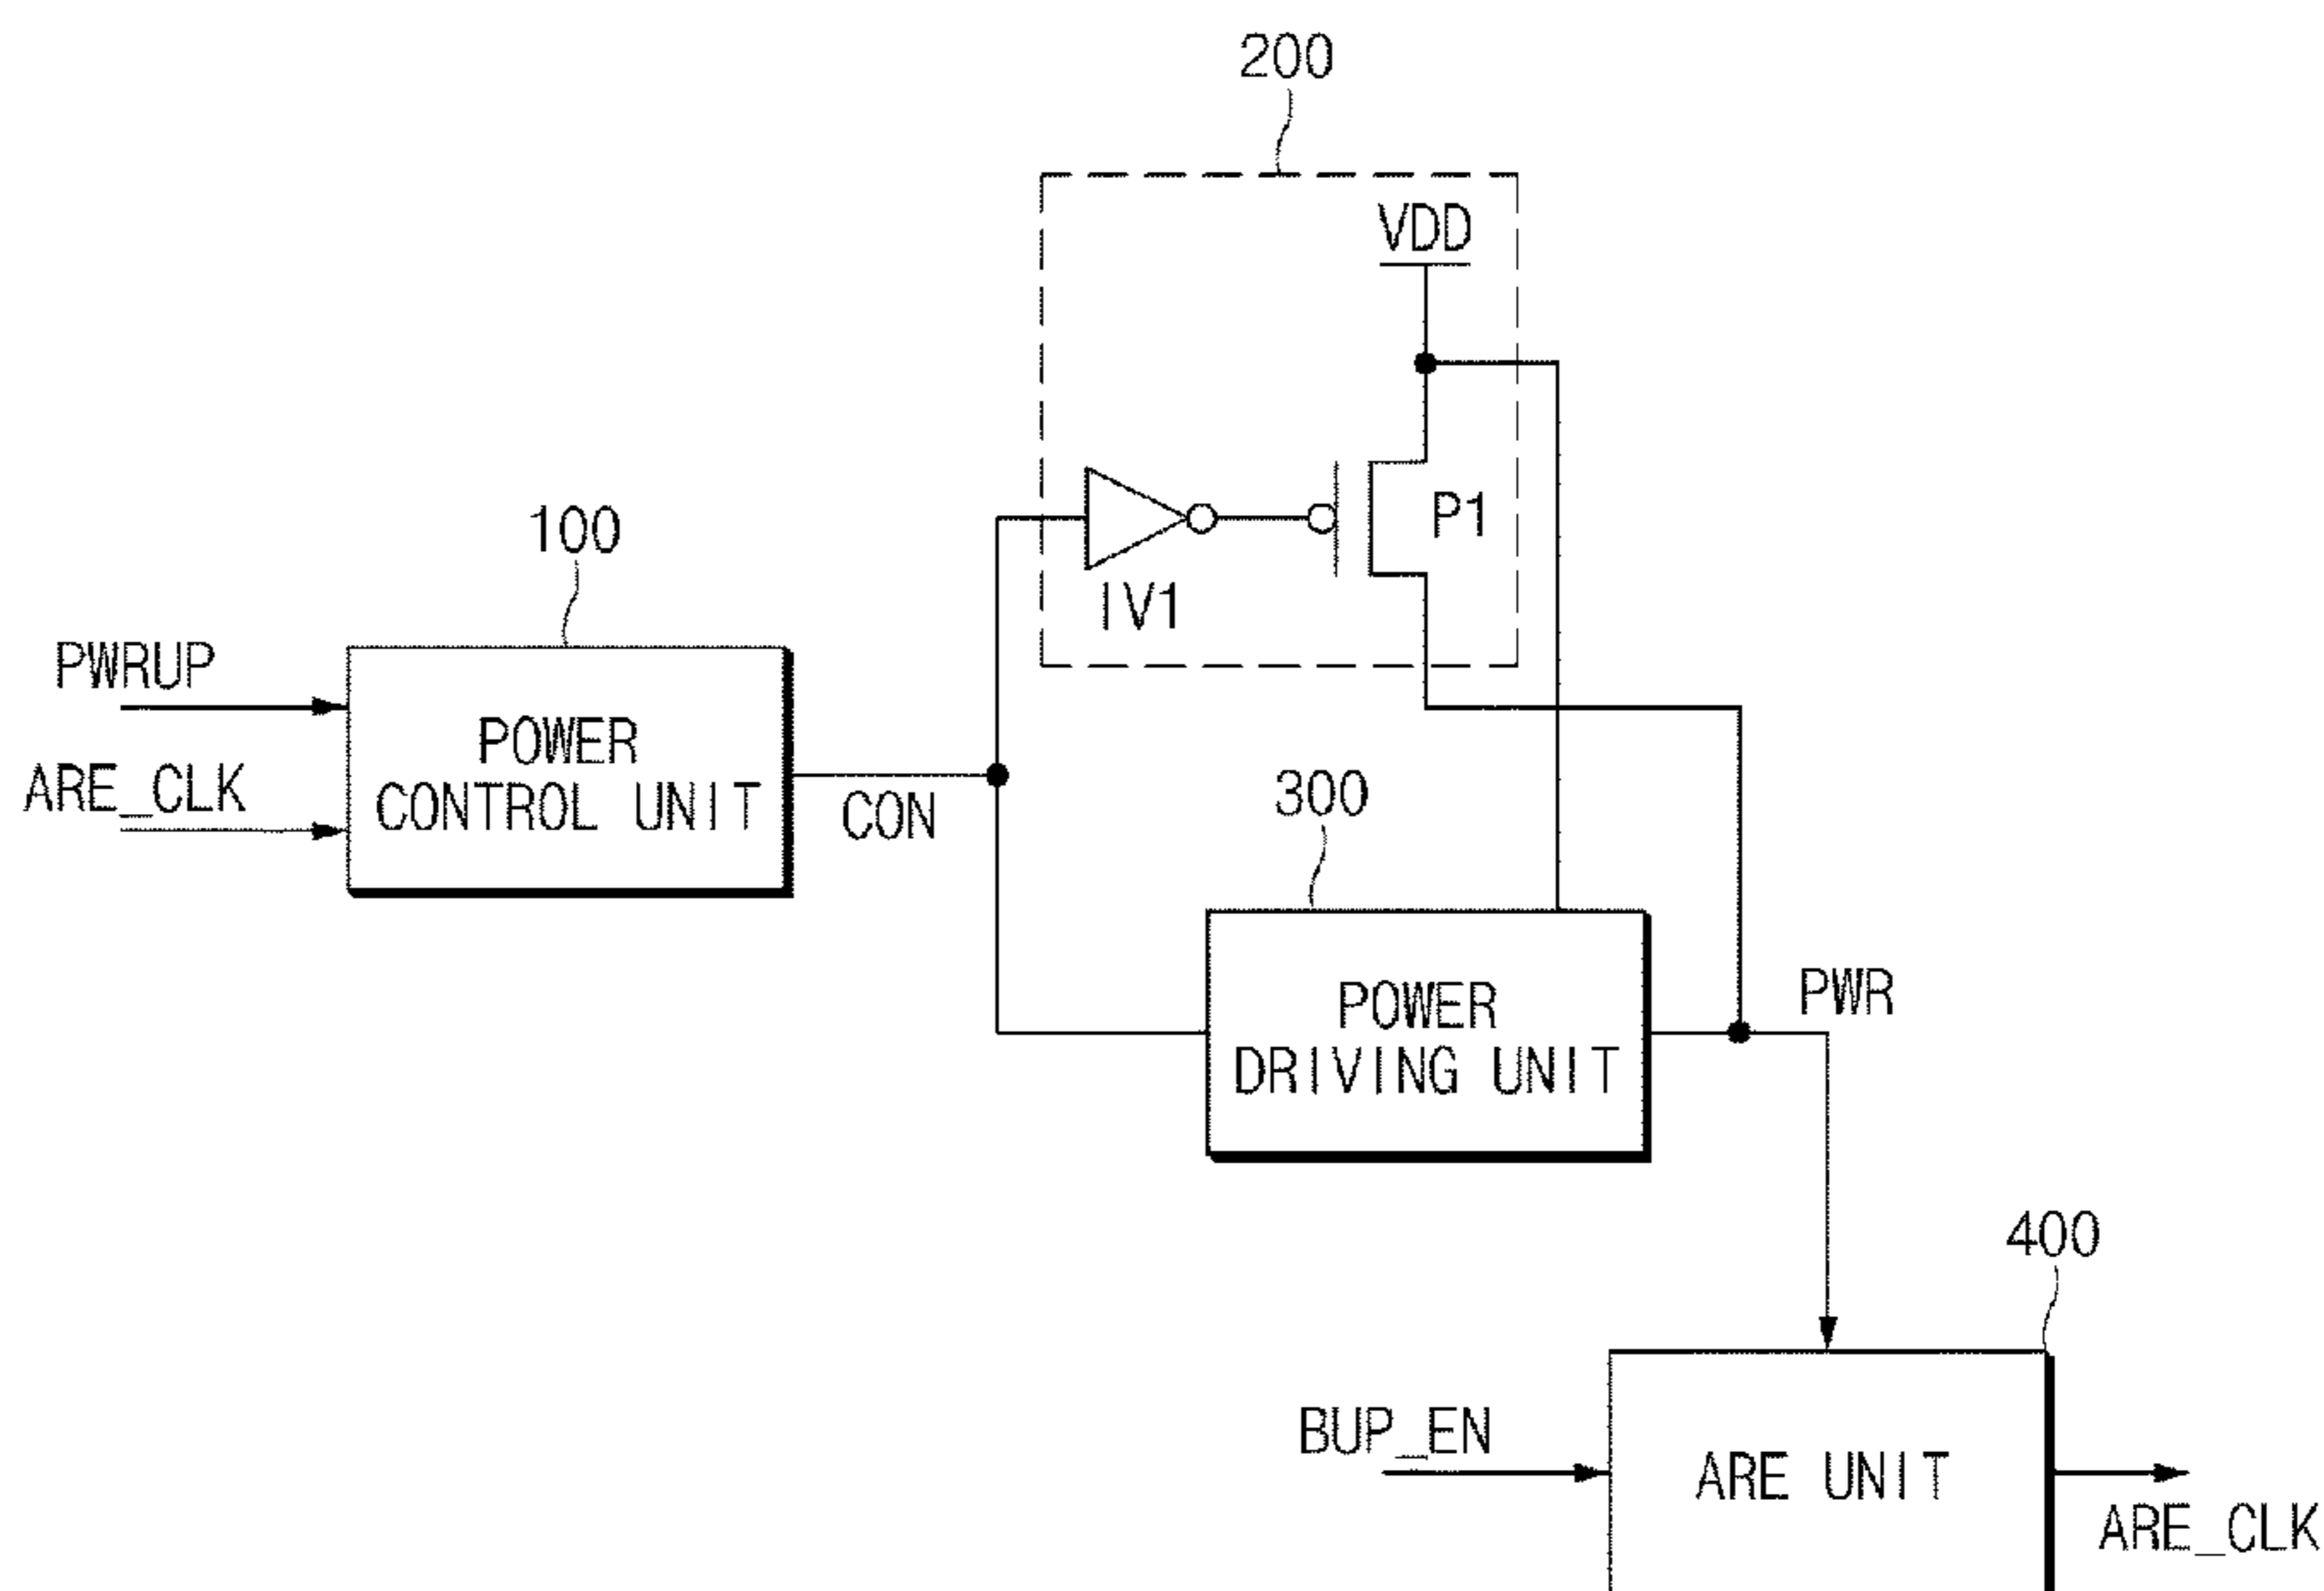 200
VDD
P1
IV1
100
PWRUP
ARE_CLK
POWER
CONTROL UNIT
CON
300
POWER
DRIVING UNIT
PWR
400
BUP_EN
ARE UNIT
ARE_CLK